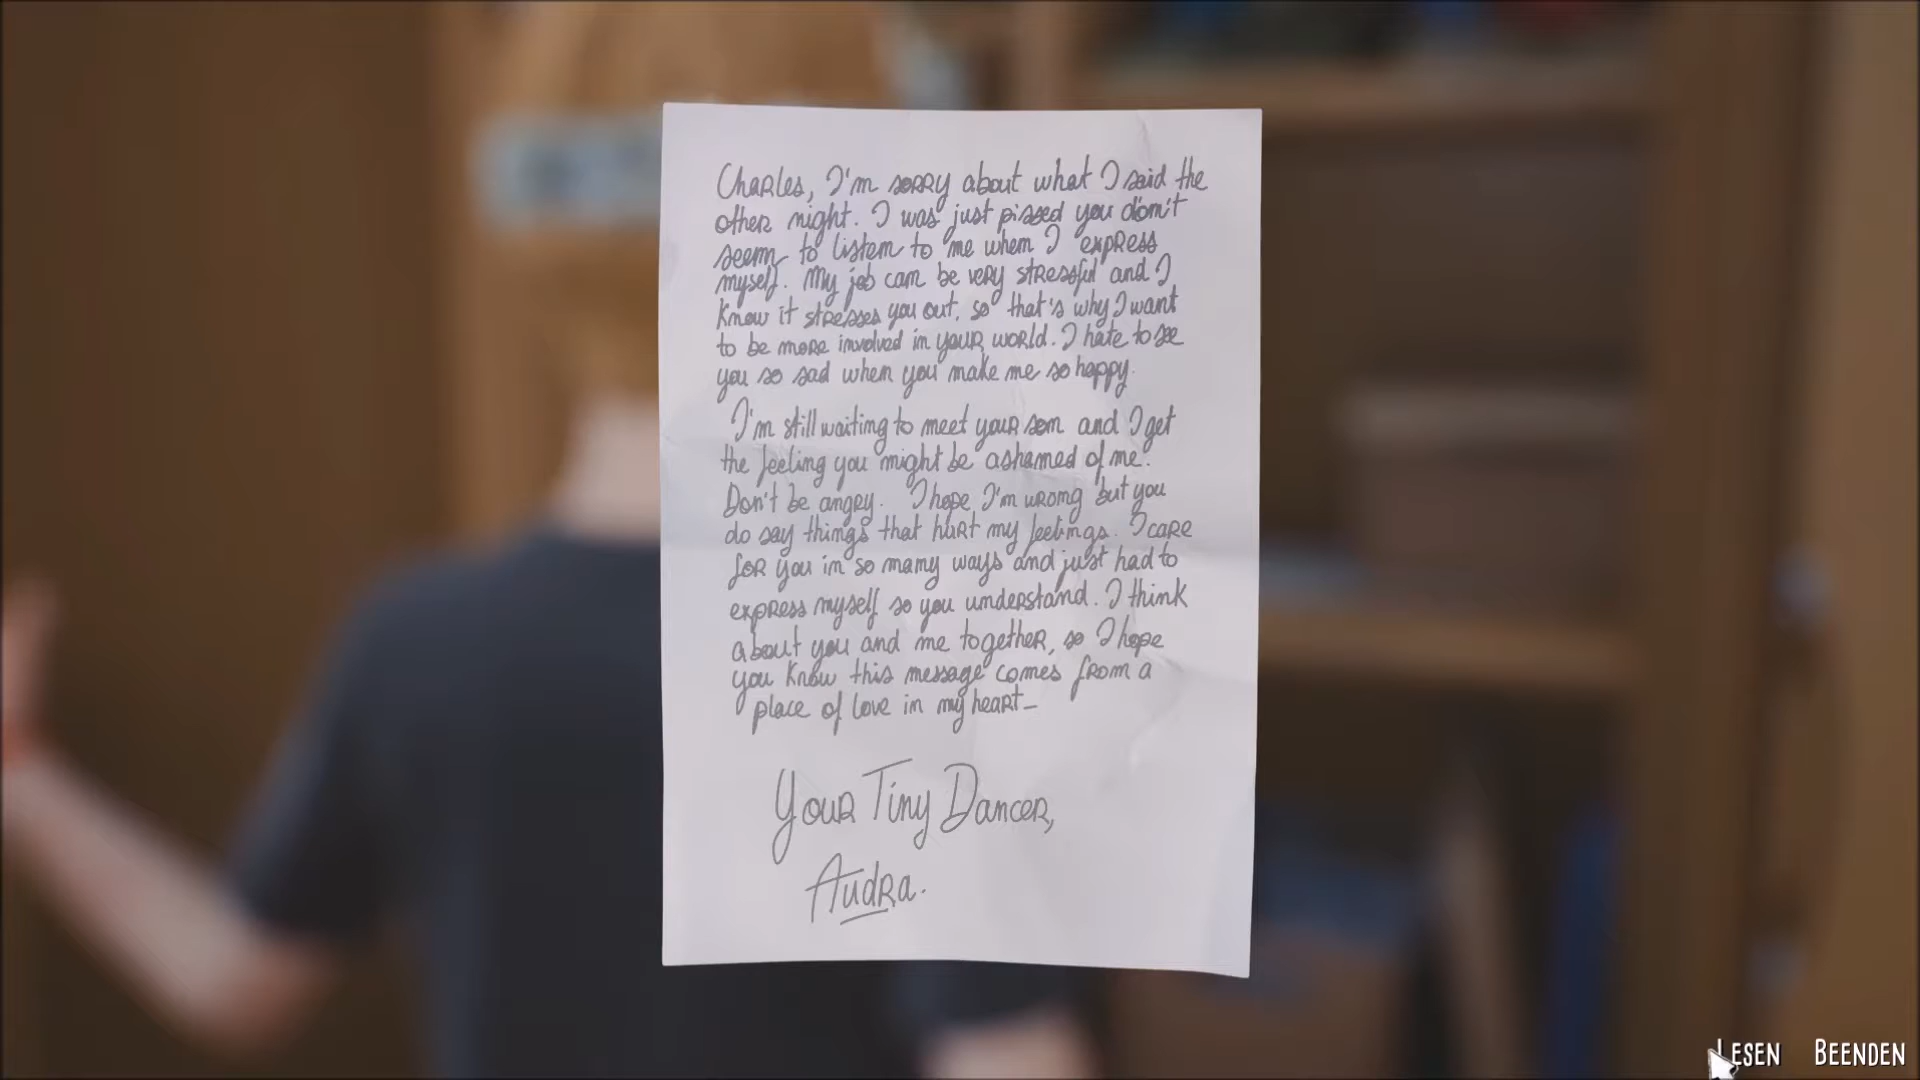 Charles, I'm sorry about what I said the
other night. I was just pissed you don't
seem to listen to me when I express
myself. My job can be very stressful and I
know it stresses you out, so that's why I want
to be more involved in your world. I hate to see
you so sad when you make me so happy.
I'm still waiting to meet your son and I get
the feeling you might be ashamed of me.
Don't be angry. I hope I'm wrong but you
do say things that hurt my feelings. I care
for you in so many ways and just had to
express myself so you understand. I think
about you and me together, so I hope
you know this message comes from a
place of love in my heart_
Your Tiny Dancer,
Audra.
LESEN BEENDEN